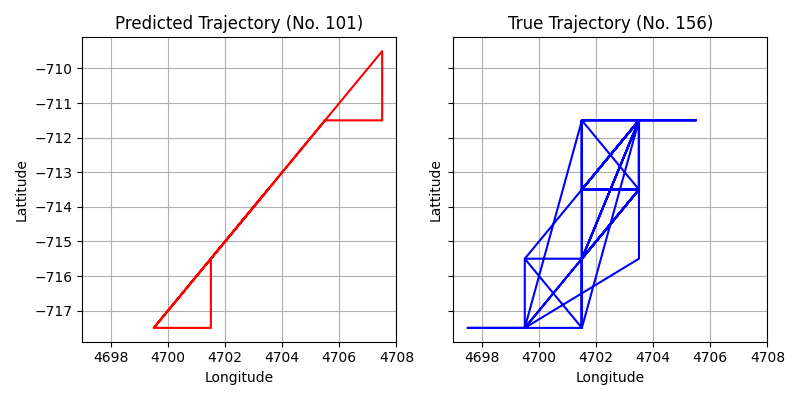 Predicted Trajectory (No. 101)
True Trajectory (No. 156)
−710
−711
−712
−713
−714
−715
−716
−717
Lattitude
Lattitude
4698 4700 4702 4704 4706 4708
4698 4700 4702 4704 4706 4708
Longitude
Longitude